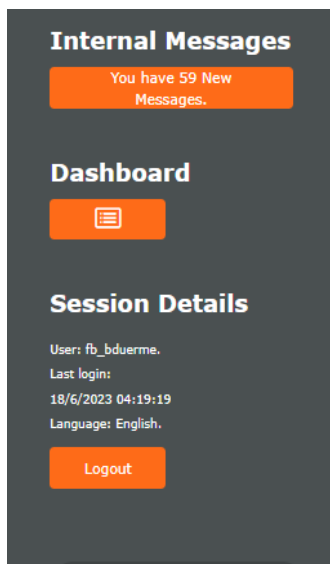 Internal Messages
You have 59 New
Messages.
Dashboard
Session Details
User: fb_bduerme.
Last login:
18/6/2023 04:19:19
Language: English.
Logout